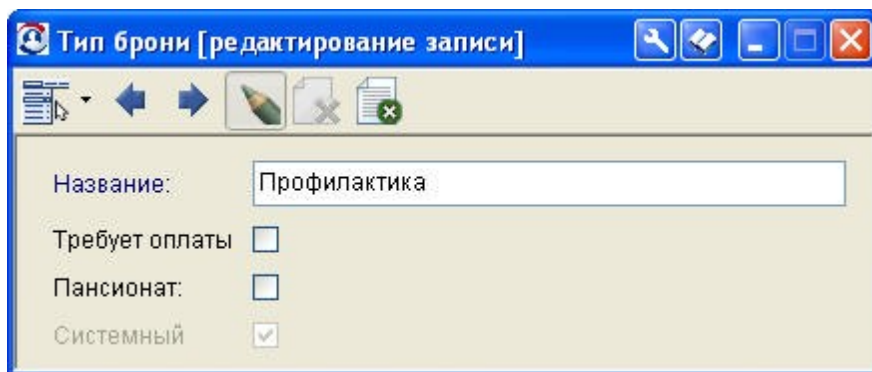 Тип брони [редактирование записи]
Название: Профилактика
Требует оплаты
Пансионат:
Системный